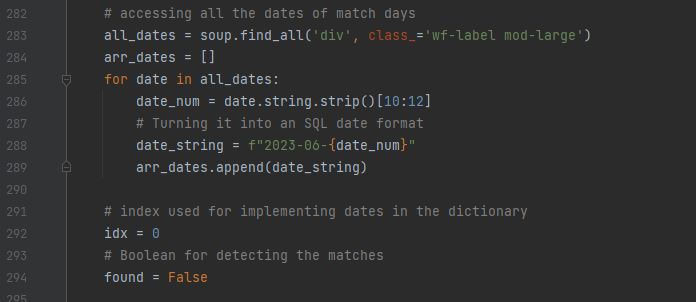 282 # accessing all the dates of match days
283 all_dates = soup.find_all('div', class_='wf-label mod-large')
284 arr_dates = []
285 for date in all_dates:
286 date_num = date.string.strip()[10:12]
287 # Turning it into an SQL date format
288 date_string = f"2023-06-{date_num}"
289 arr_dates.append(date_string)
290
291 # index used for implementing dates in the dictionary
292 idx = 0
293 # Boolean for detecting the matches
294 found = False
295